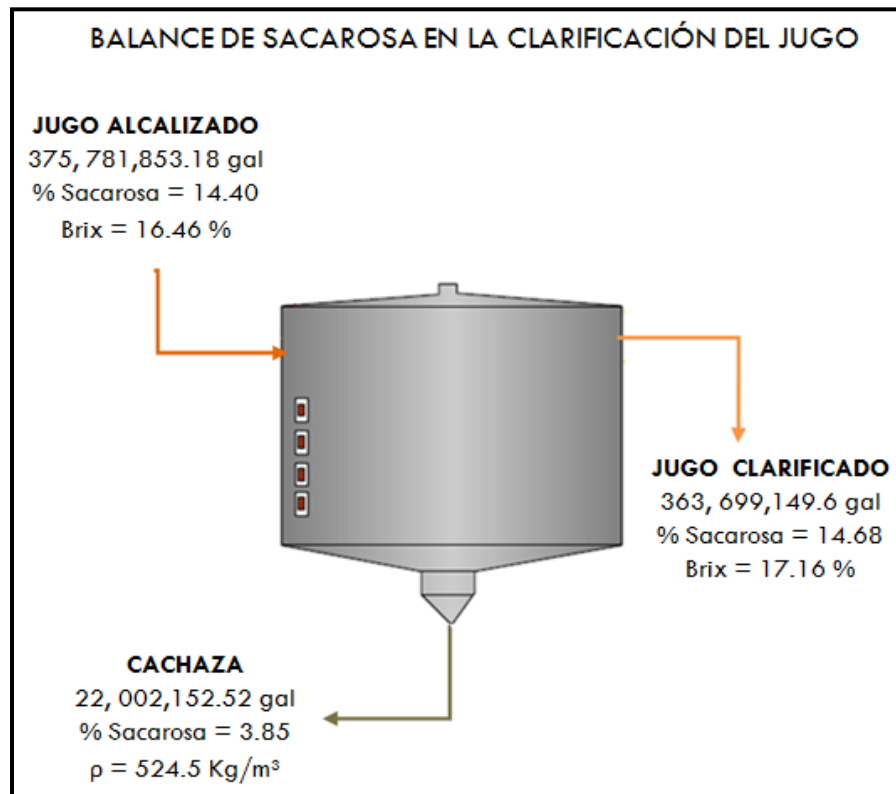 BALANCE DE SACAROSA EN LA CLARIFICACIÓN DEL JUGO
JUGO ALCALIZADO
375, 781,853.18 gal
% Sacarosa = 14.40
Brix = 16.46 %
JUGO CLARIFICADO
363, 699,149.6 gal
% Sacarosa = 14.68
Brix = 17.16 %
CACHAZA
22, 002,152.52 gal
% Sacarosa = 3.85
ρ = 524.5 Kg/m³